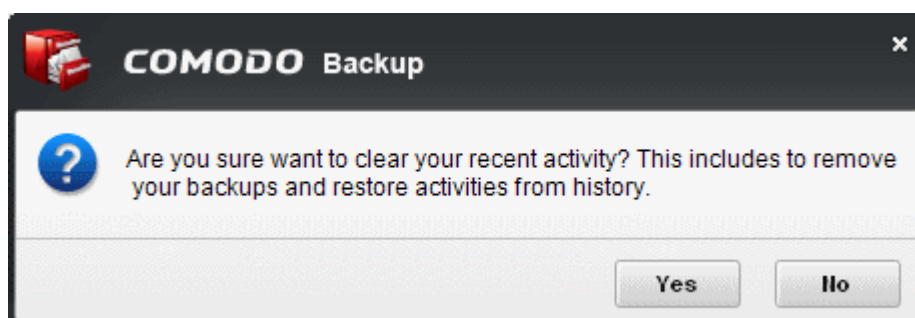 COMODO Backup
Are you sure want to clear your recent activity? This includes to remove
your backups and restore activities from history.
Yes No